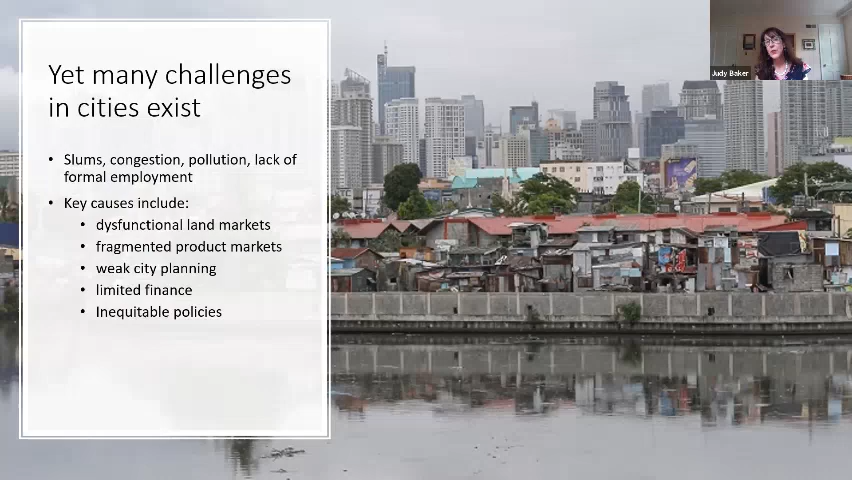 Yet many challenges
in cities exist
• Slums, congestion, pollution, lack of
formal employment
• Key causes include:
• dysfunctional land markets
• fragmented product markets
• weak city planning
• limited finance
• Inequitable policies
Judy Baker